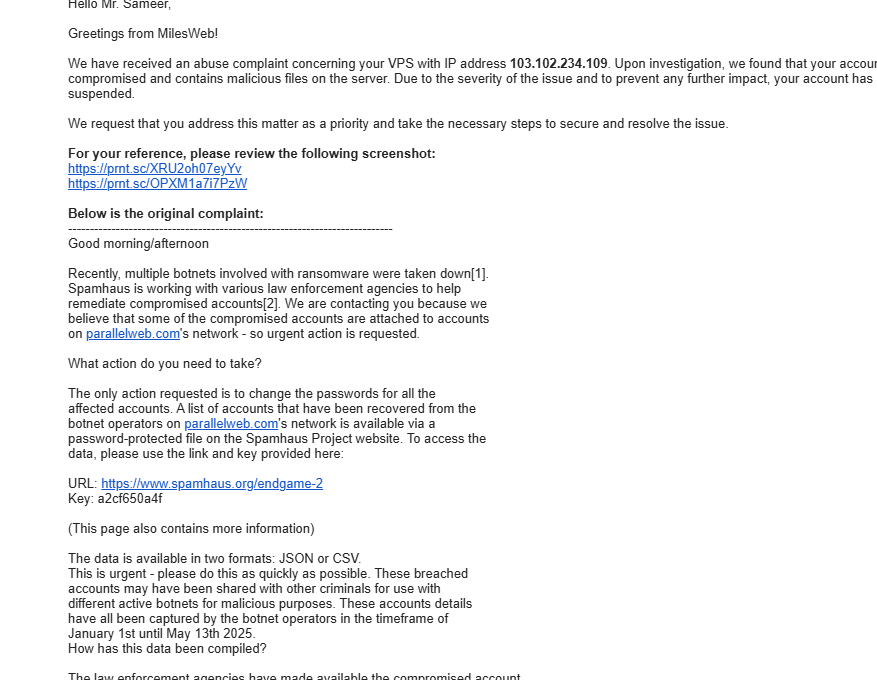 Hello Mr. Sameer,
Greetings from MilesWeb!
We have received an abuse complaint concerning your VPS with IP address 103.102.234.109. Upon investigation, we found that your
compromised and contains malicious files on the server. Due to the severity of the issue and to prevent any further impact, your account has
suspended.
We request that you address this matter as a priority and take the necessary steps to secure and resolve the issue.
For your reference, please review the following screenshot:
https://prnt.sc/XRU2oh07eyYv
https://prnt.sc/OPXM1a7i7PzW
Below is the original complaint:
------------------------------------------------------------------------
Good morning/afternoon
Recently, multiple botnets involved with ransomware were taken down[1].
Spamhaus is working with various law enforcement agencies to help
remediate compromised accounts[2]. We are contacting you because we
believe that some of the compromised accounts are attached to accounts
on parallelweb.com's network - so urgent action is requested.
What action do you need to take?
The only action requested is to change the passwords for all the
affected accounts. A list of accounts that have been recovered from the
botnet operators on parallelweb.com's network is available via a
password-protected file on the Spamhaus Project website. To access the
data, please use the link and key provided here:
URL: https://www.spamhaus.org/endgame-2
Key: a2cf650a4f
(This page also contains more information)
The data is available in two formats: JSON or CSV.
This is urgent - please do this as quickly as possible. These breached
accounts may have been shared with other criminals for use with
different active botnets for malicious purposes. These accounts details
have all been captured by the botnet operators in the timeframe of
January 1st until May 13th 2025.
How has this data been compiled?
The law enforcement agencies have made available the compromised account